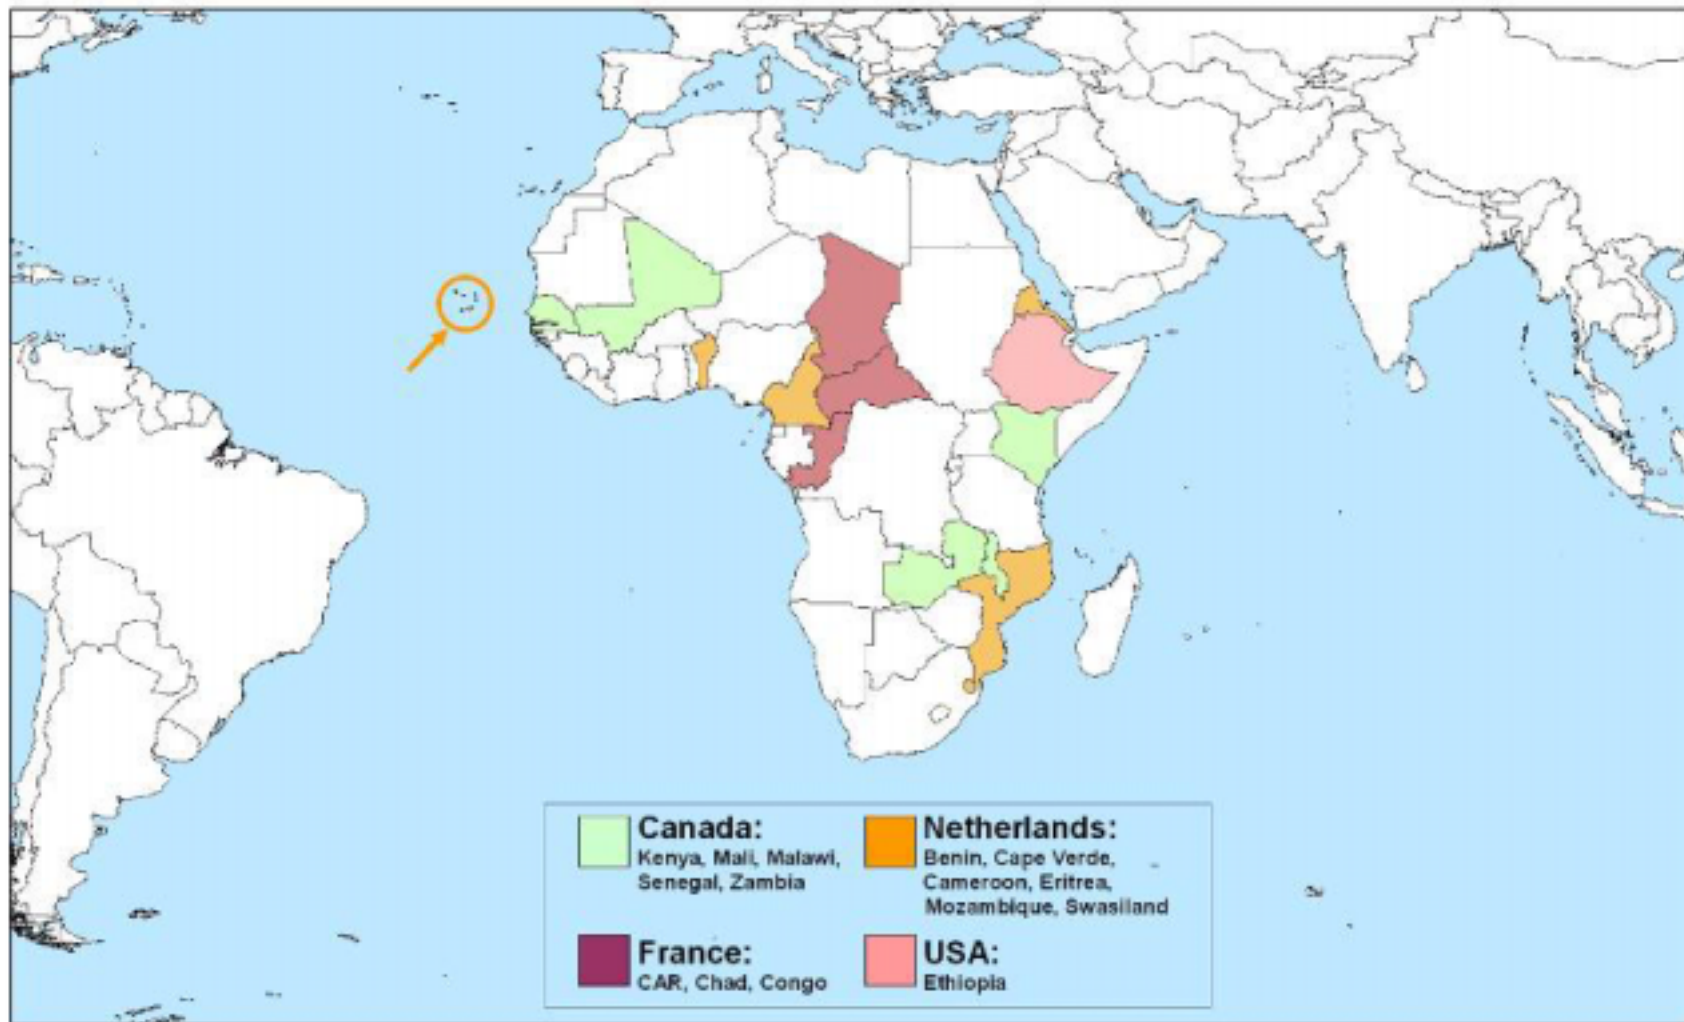 Canada:
Kenya, Mali, Malawi,
Senegal, Zambia
Netherlands:
Benin, Cape Verde,
Cameroon, Eritrea,
Mozambique, Swasiland
France:
CAR, Chad, Congo
USA:
Ethiopia